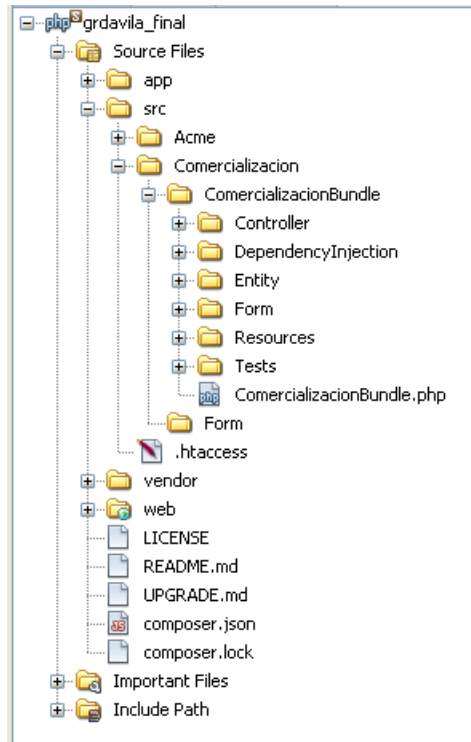 grdavila_final
Source Files
app
src
Acme
Comercializacion
ComercializacionBundle
Controller
DependencyInjection
Entity
Form
Resources
Tests
ComercializacionBundle.php
Form
.htaccess
vendor
web
LICENSE
README.md
UPGRADE.md
composer.json
composer.lock
Important Files
Include Path